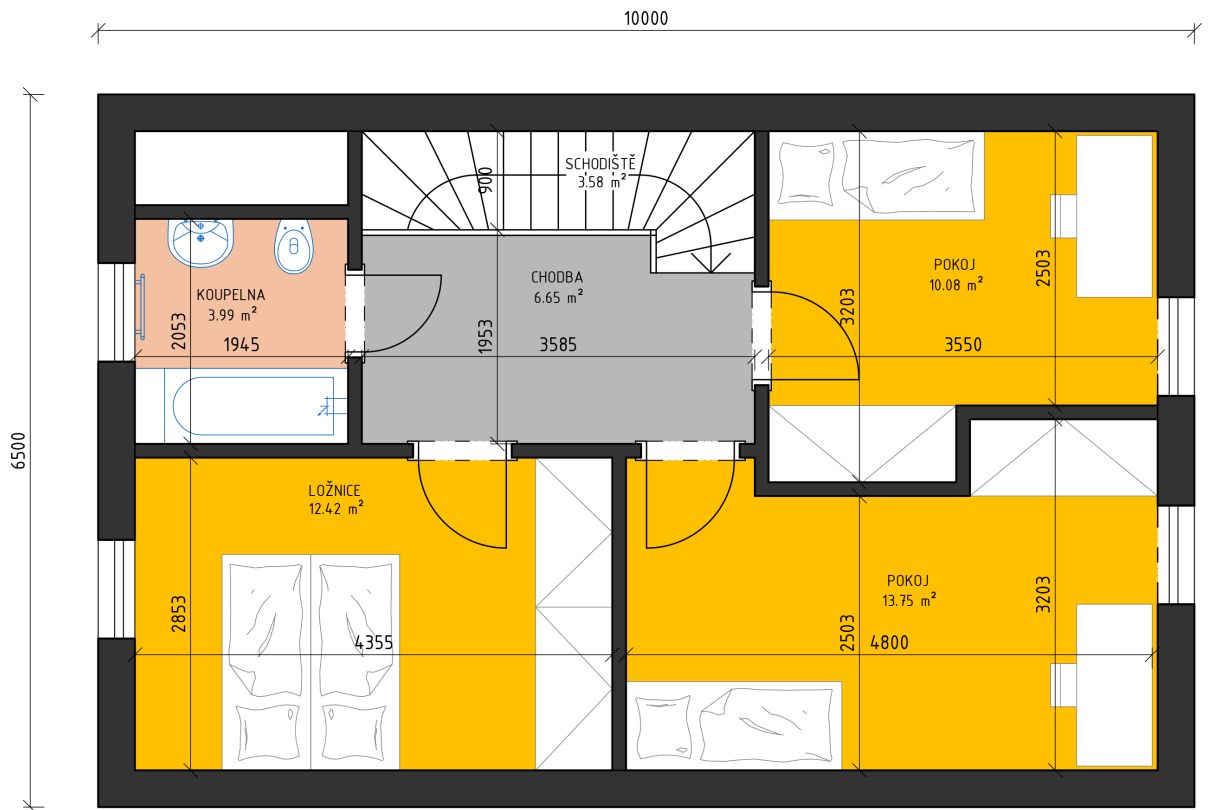 10000
6500
SCHODIŠTĚ
3.58 m²
900
CHODBA
6.65 m²
1953
3585
KOUPELNA
3.99 m²
2053
1945
POKOJ
10.08 m²
3203
2503
3550
LOŽNICE
12.42 m²
2853
4355
POKOJ
13.75 m²
2503
3203
4800